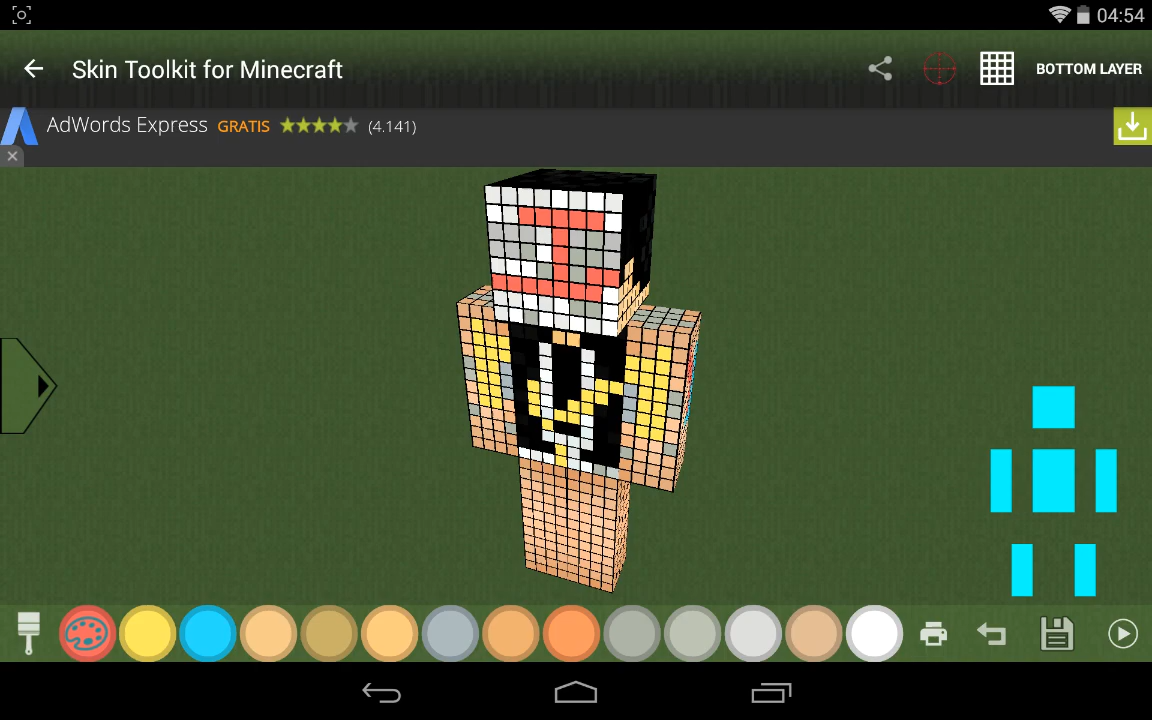 04:54
Skin Toolkit for Minecraft
BOTTOM LAYER
AdWords Express GRATIS (4.141)